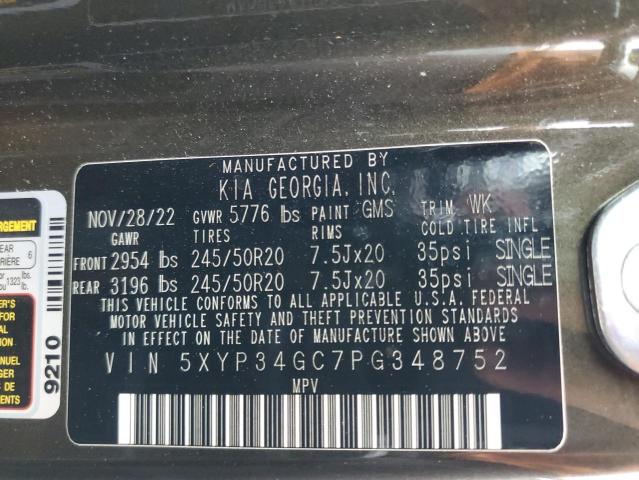 MANUFACTURED BY
KIA GEORGIA, INC.
NOV/28/22 GVWR 5776 lbs PAINT GMS TRIM WK
GAWR TIRES RIMS COLD TIRE INFL
FRONT 2954 lbs 245/50R20 7.5Jx20 35psi SINGLE
REAR 3196 lbs 245/50R20 7.5Jx20 35psi SINGLE
THIS VEHICLE CONFORMS TO ALL APPLICABLE U.S.A. FEDERAL
MOTOR VEHICLE SAFETY AND THEFT PREVENTION STANDARDS
IN EFFECT ON THE DATE OF MANUFACTURE SHOWN ABOVE.
VIN 5XYP34GC7PG348752
MPV
9210